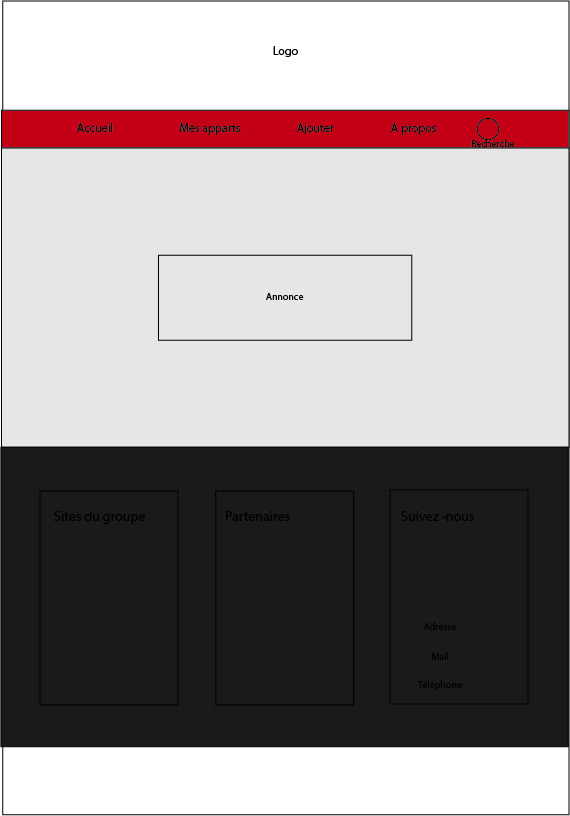 Logo
Accueil
Mes apparts
Ajouter
A propos
Recherche
Annonce
Sites du groupe
Partenaires
Suivez-nous
Adresse
Mail
Téléphone